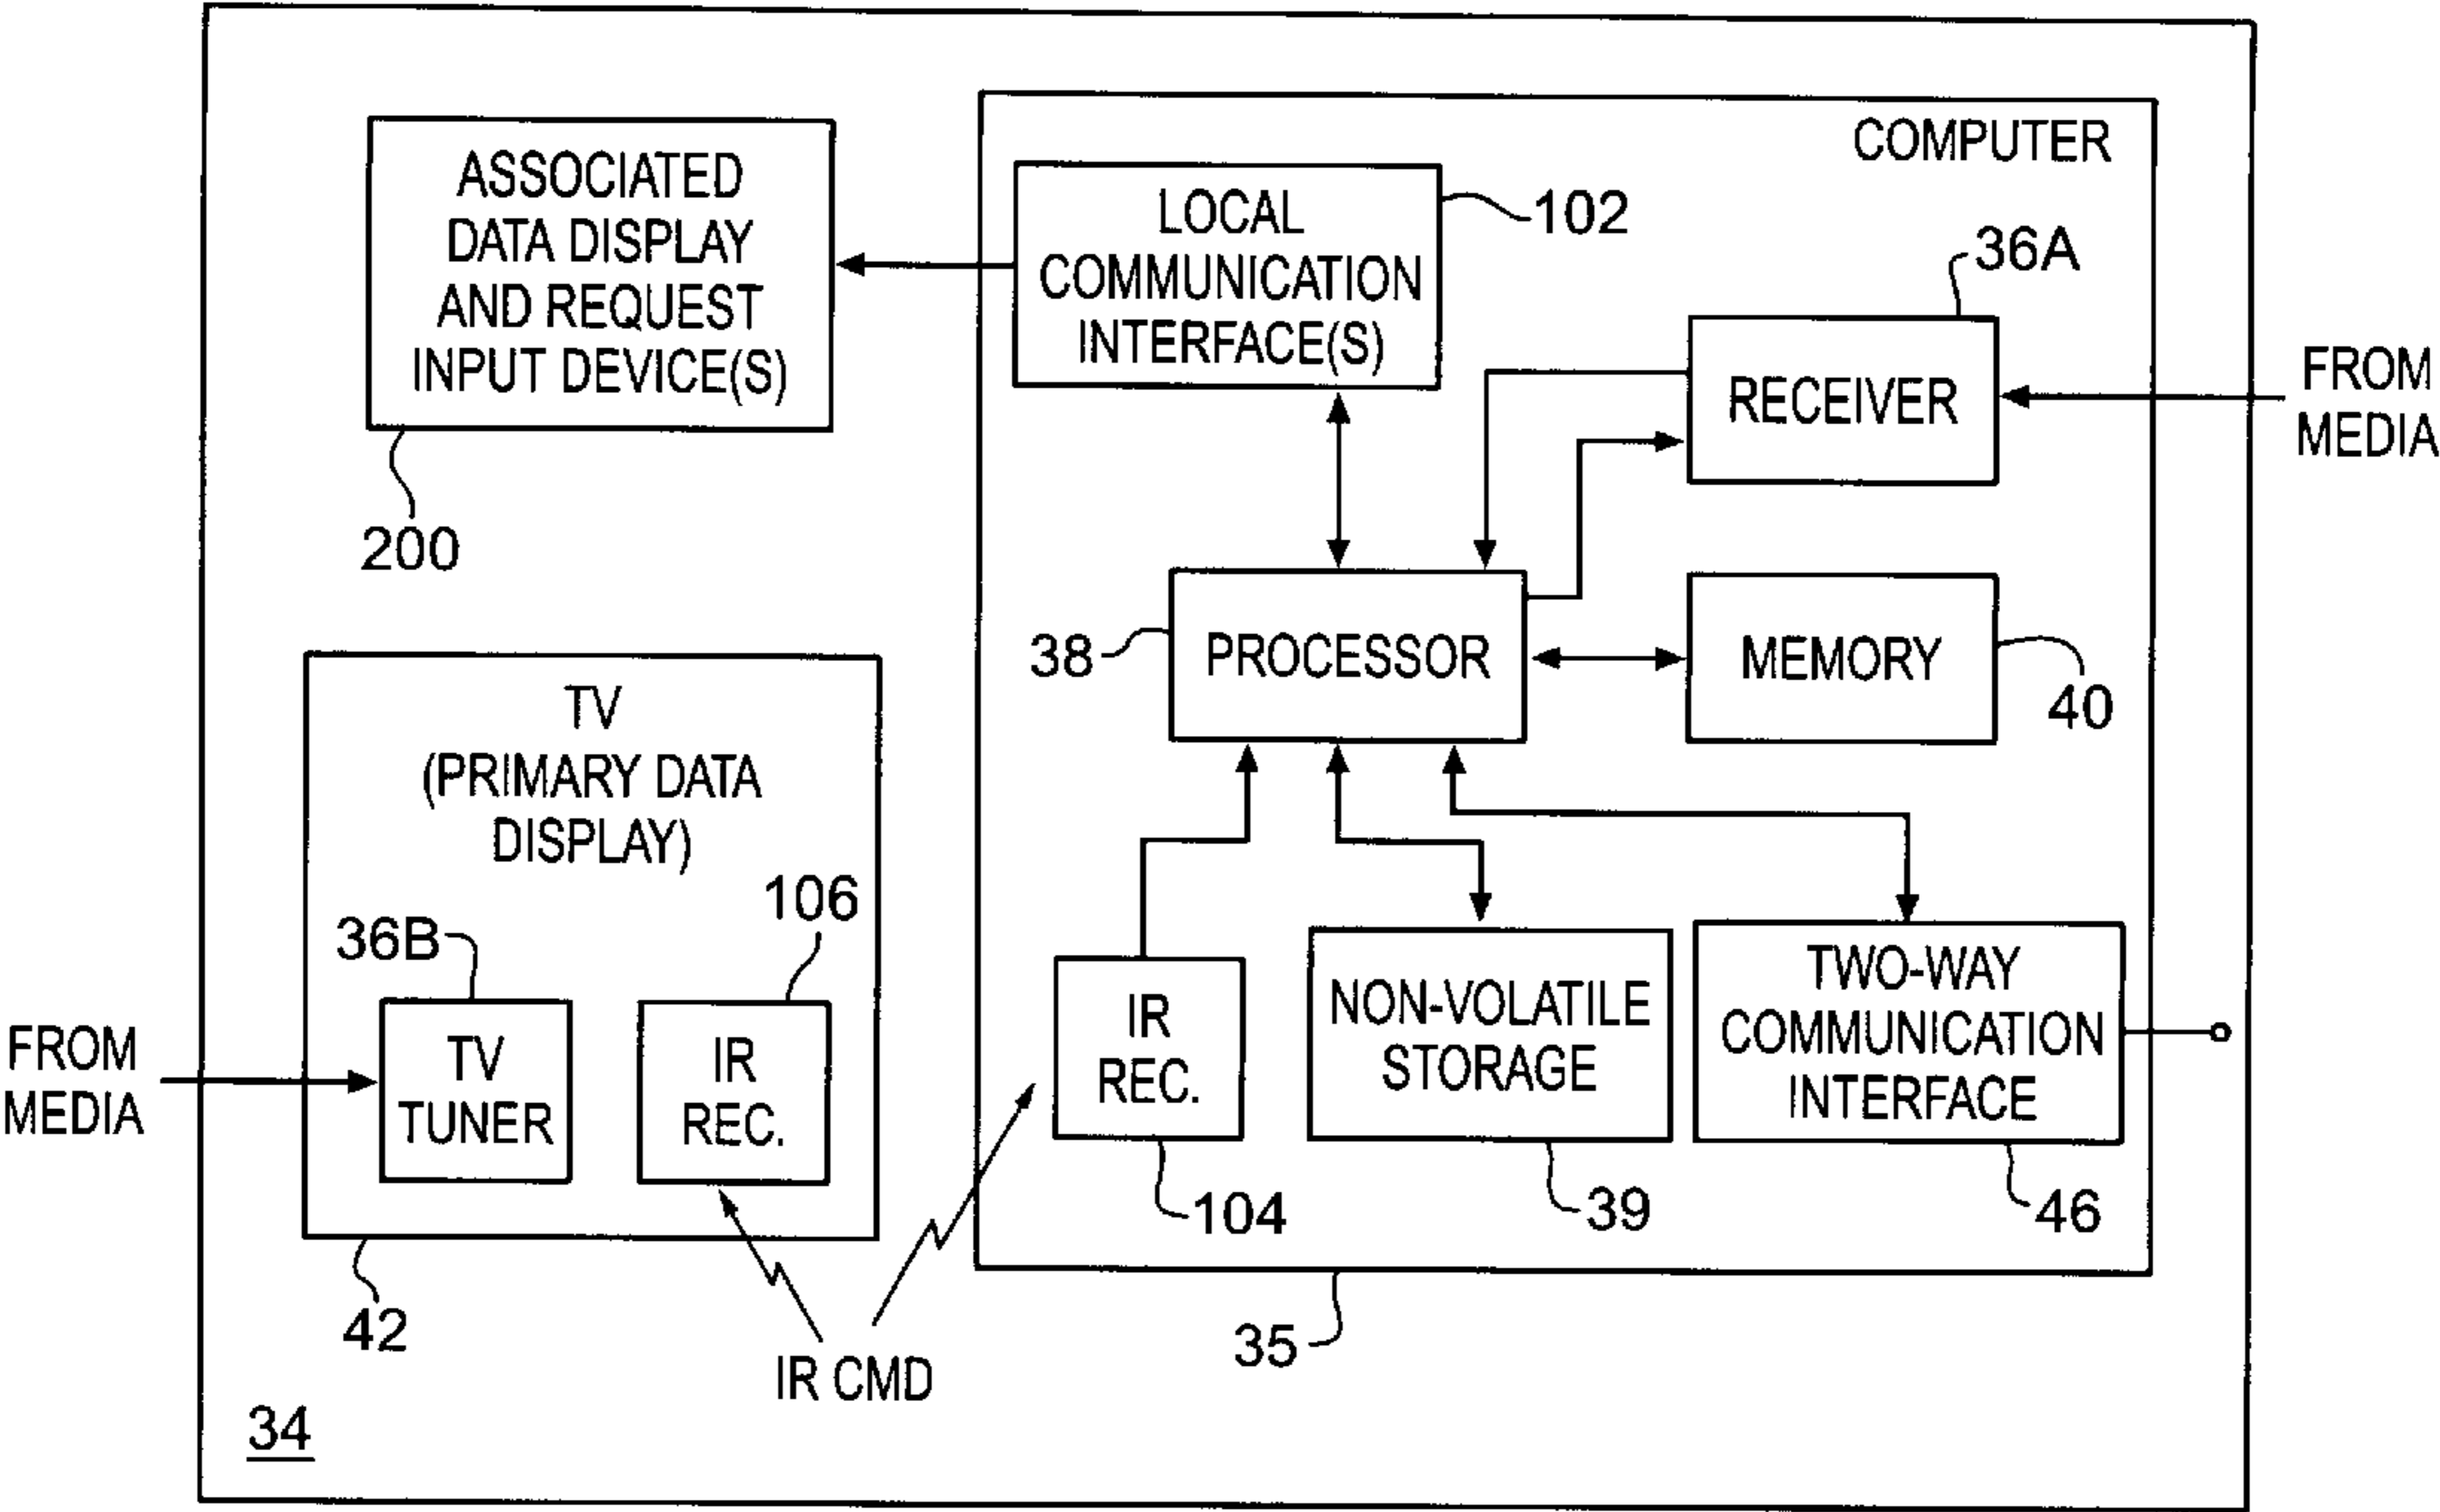 COMPUTER
ASSOCIATED
DATA DISPLAY
AND REQUEST
INPUT DEVICE(S)
200
LOCAL
COMMUNICATION
INTERFACE(S)
102
36A
RECEIVER
FROM
MEDIA
38
PROCESSOR
MEMORY
40
TV
(PRIMARY DATA
DISPLAY)
36B
106
TV
TUNER
IR
REC.
FROM
MEDIA
42
IR CMD
IR
REC.
104
NON-VOLATILE
STORAGE
39
TWO-WAY
COMMUNICATION
INTERFACE
46
35
34